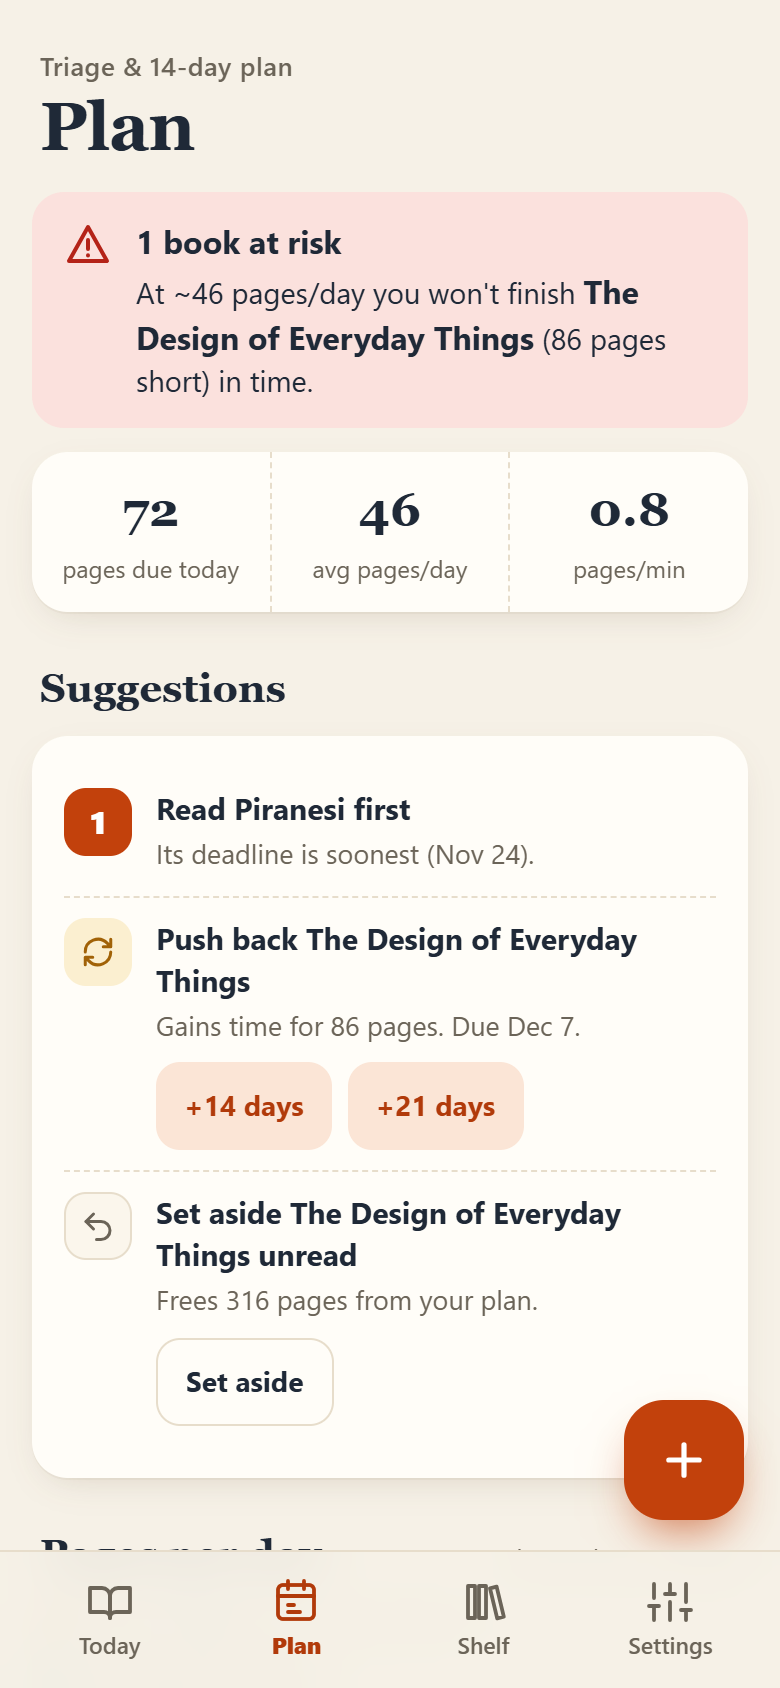 Triage & 14-day plan
Plan
1 book at risk
At ~46 pages/day you won't finish The
Design of Everyday Things (86 pages
short) in time.
72
pages due today
46
avg pages/day
0.8
pages/min
Suggestions
1
Read Piranesi first
Its deadline is soonest (Nov 24).
Push back The Design of Everyday
Things
Gains time for 86 pages. Due Dec 7.
+14 days
+21 days
Set aside The Design of Everyday
Things unread
Frees 316 pages from your plan.
Set aside
Pages per day
Today
Plan
Shelf
Settings